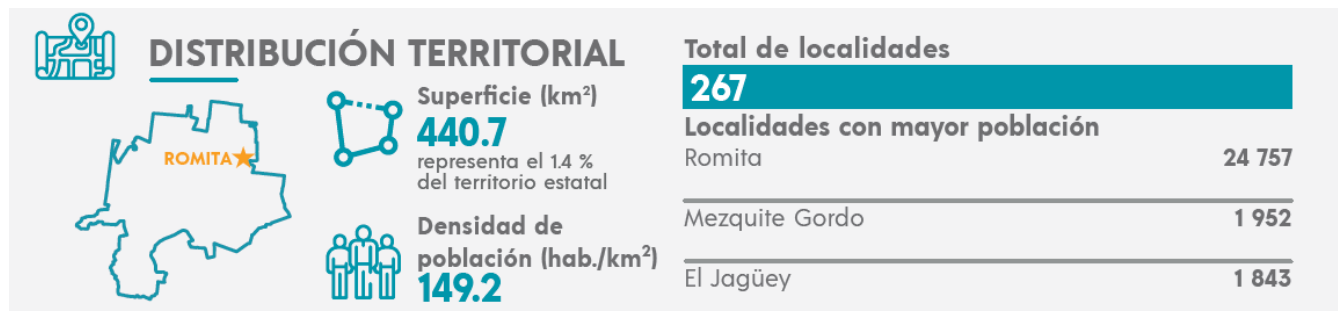 DISTRIBUCIÓN TERRITORIAL
ROMITA
Superficie (km²)
440.7
representa el 1.4 %
del territorio estatal
Densidad de
población (hab./km²)
149.2
Total de localidades
267
Localidades con mayor población
Romita 24 757
Mezquite Gordo 1 952
El Jagüey 1 843